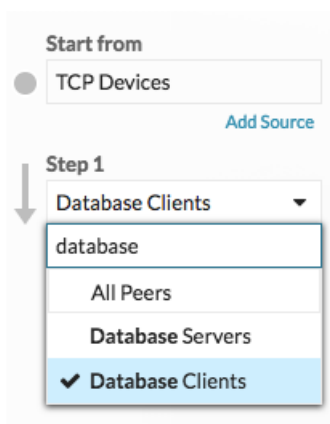 Start from
TCP Devices
Add Source
Step 1
Database Clients
database
All Peers
Database Servers
Database Clients